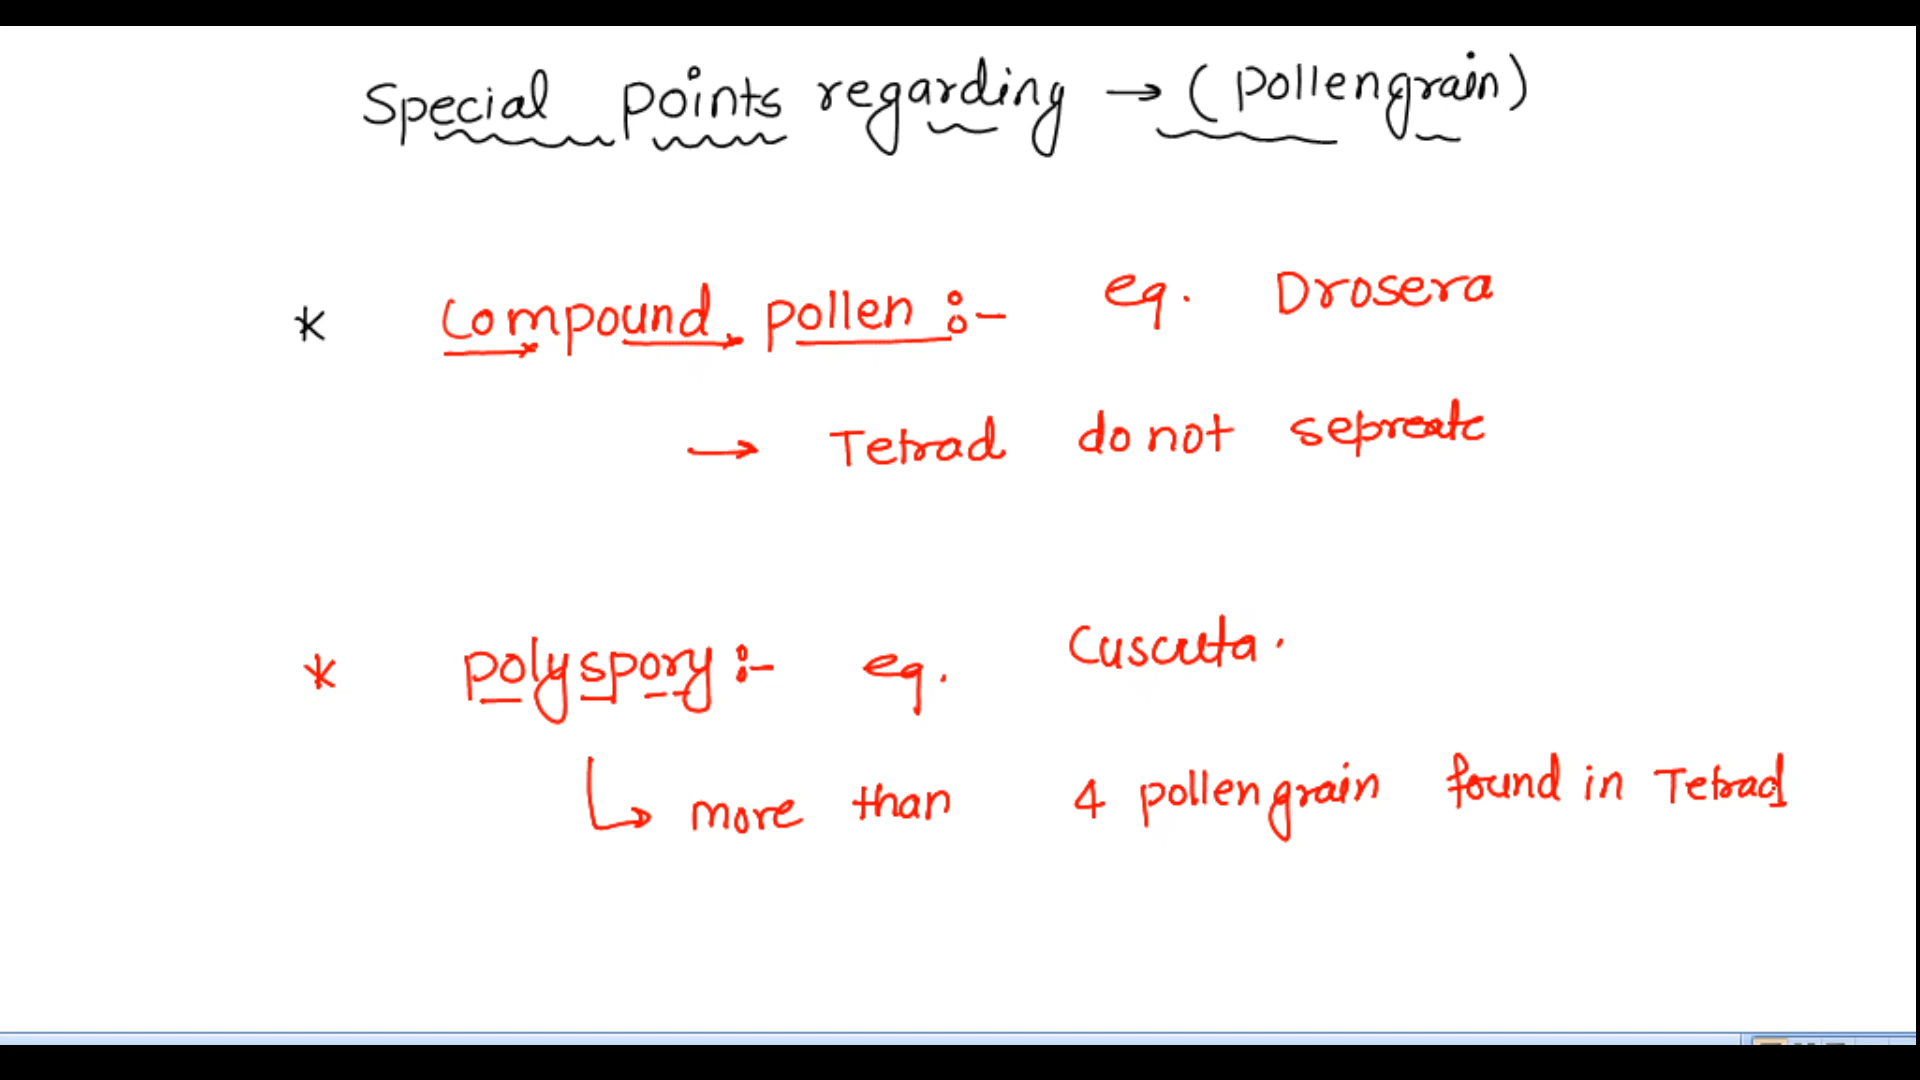 Special points regarding → (pollengrain)
* Compound pollen :- eg. Drosera
→ Tetrad do not sepreate
* polyspory :- eg. Cuscuta.
↳ more than 4 pollengrain found in Tetrad